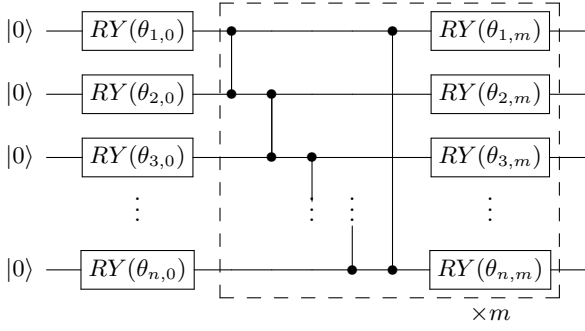 |0⟩ RY(θ₁,₀) RY(θ₁,ₘ)
|0⟩ RY(θ₂,₀) RY(θ₂,ₘ)
|0⟩ RY(θ₃,₀) RY(θ₃,ₘ)
⋮ ⋮ ⋮ ⋮
|0⟩ RY(θₙ,₀) RY(θₙ,ₘ)
×m